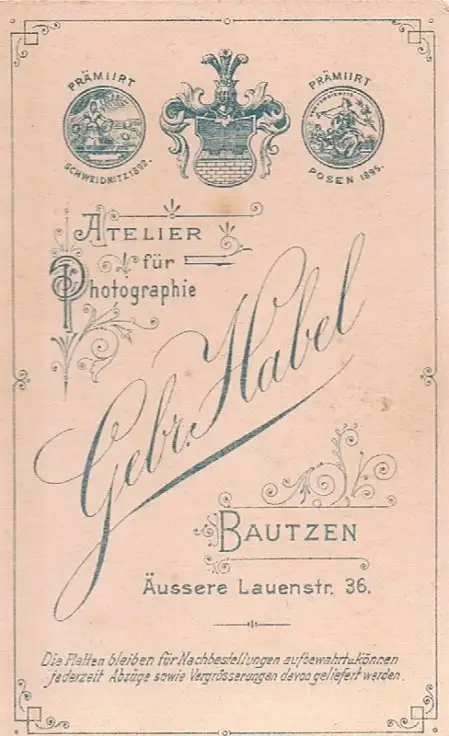 PRÄMIIRT
SCHWEIDNITZ 1892.
PRÄMIIRT
POSEN 1895.
ATELIER
für
Photographie
Gebr. Habel
BAUTZEN
Äussere Lauenstr. 36.
Die Platten bleiben für Nachbestellungen aufbewahrt u. können
jederzeit Abzüge sowie Vergrösserungen davon geliefert werden.